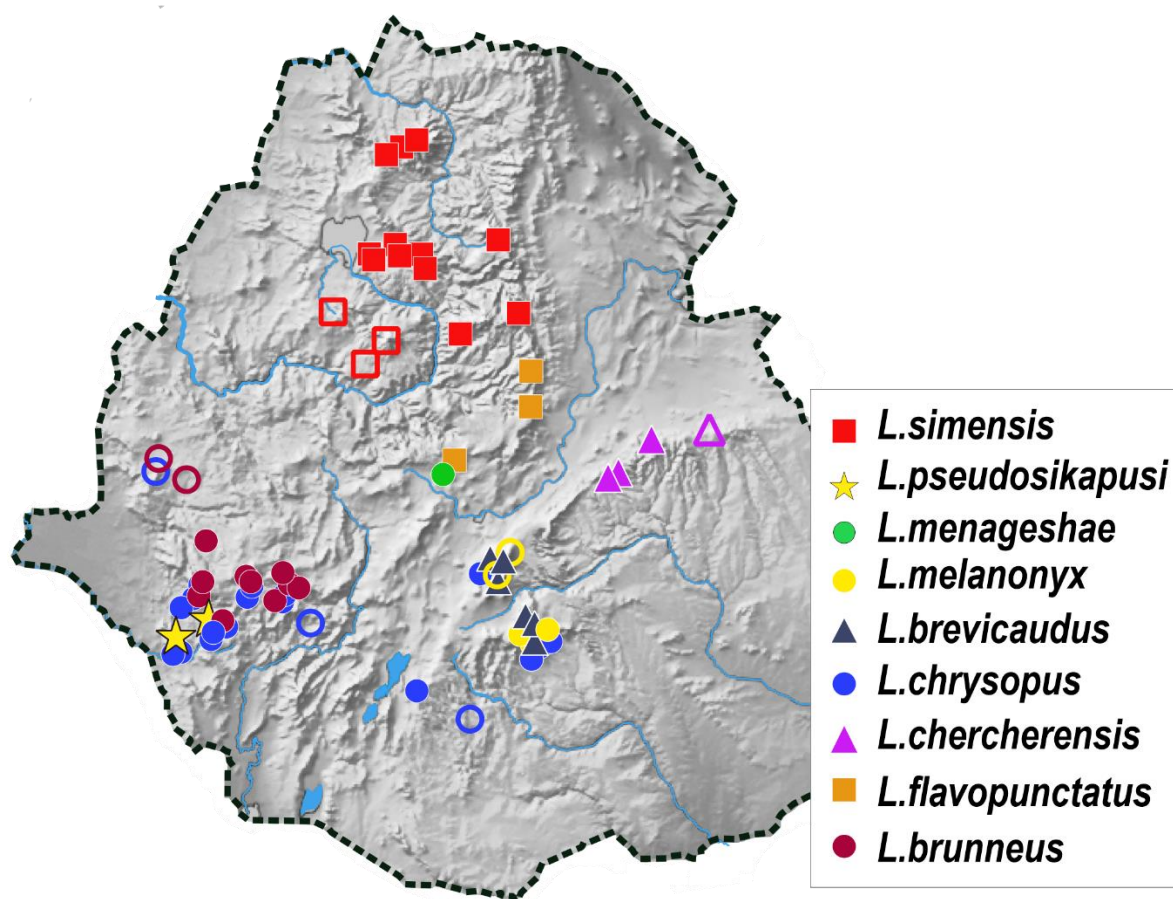 L.simensis
L.pseudosikapusi
L.menageshae
L.melanonyx
L.brevicaudus
L.chrysopus
L.chercherensis
L.flavopunctatus
L.brunneus